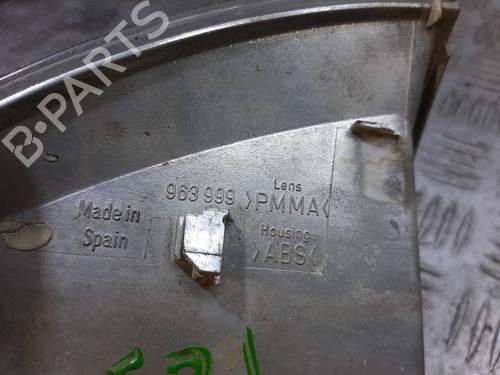 B-PARTS
Made in
Spain
963 999
Lens
>PMMA<
Housing
>ABS<